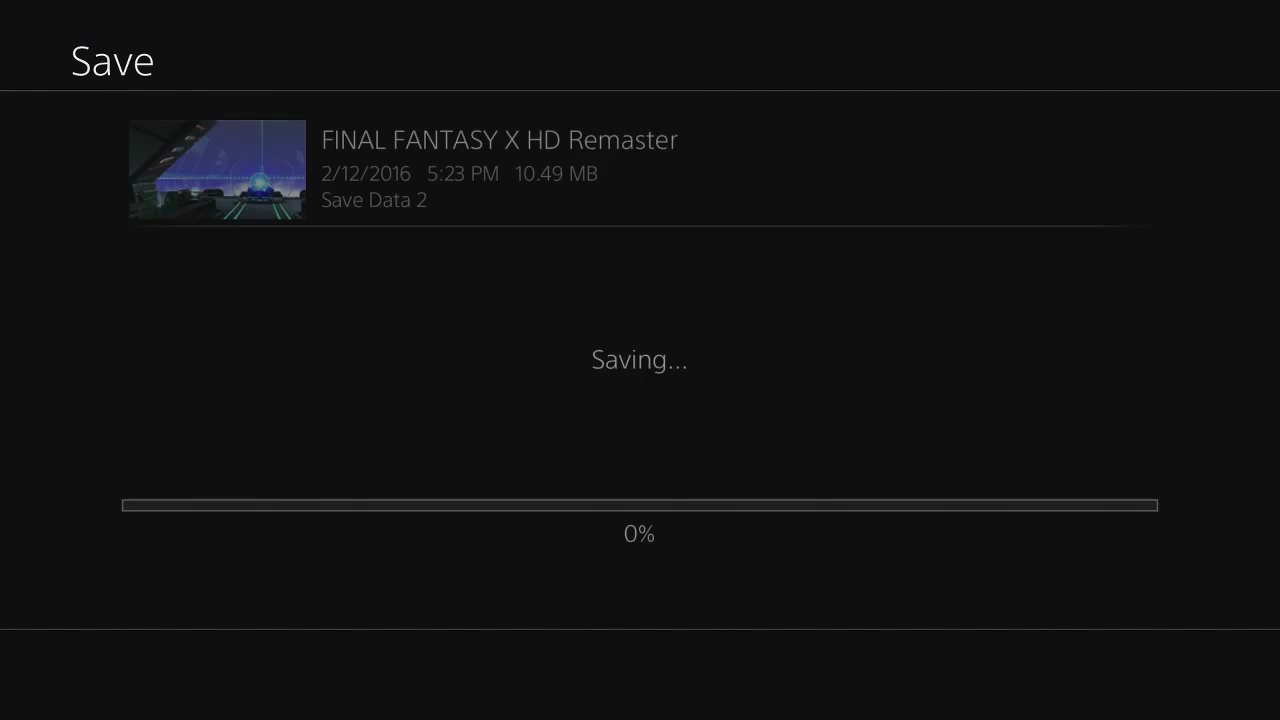 Save
FINAL FANTASY X HD Remaster
2/12/2016 5:23 PM 10.49 MB
Save Data 2
Saving...
0%